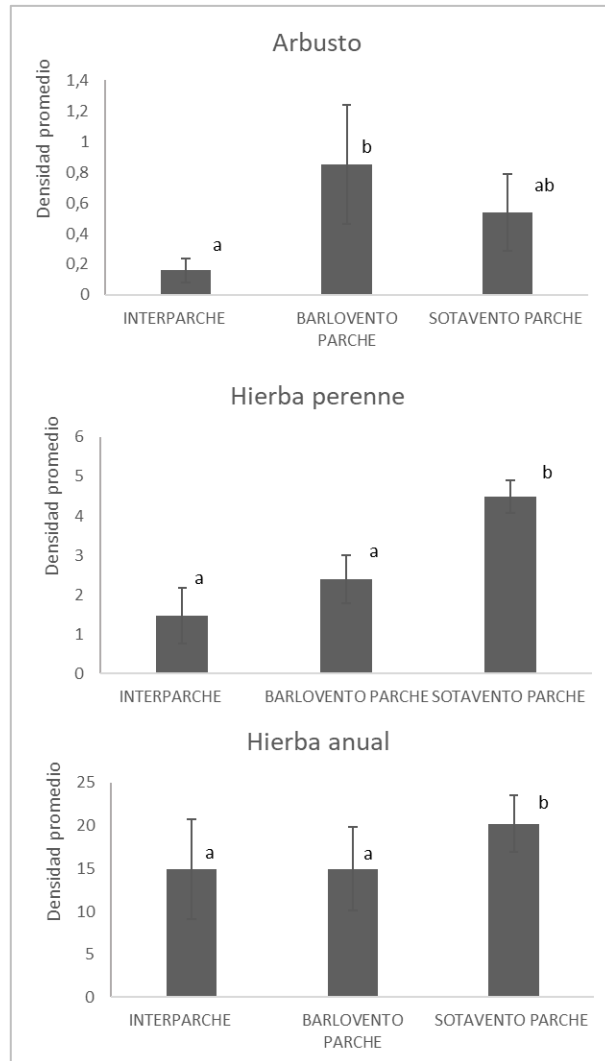 Arbusto
Densidad promedio
1,4
1,2
1
0,8
0,6
0,4
0,2
0
a
b
ab
INTERPARCHE
BARLOVENTO
PARCHE
SOTAVENTO PARCHE
Hierba perenne
Densidad promedio
6
5
4
3
2
1
0
a
a
b
INTERPARCHE
BARLOVENTO PARCHE
SOTAVENTO PARCHE
Hierba anual
Densidad promedio
25
20
15
10
5
0
a
a
b
INTERPARCHE
BARLOVENTO
PARCHE
SOTAVENTO PARCHE